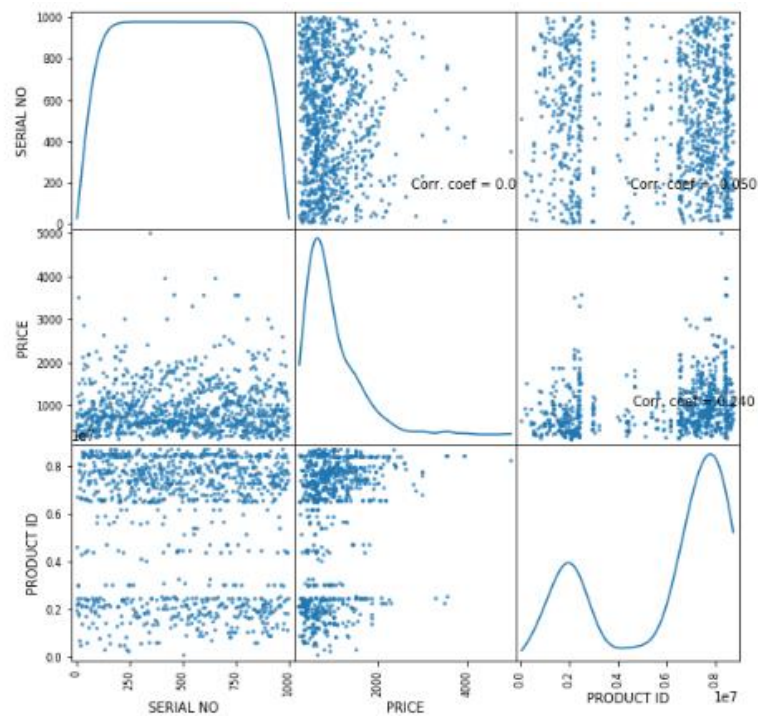 1000
800
600
400
200
0
SERIAL NO
Corr. coef = 0.0
Corr. coef = -0.050
5000
4000
3000
2000
1000
PRICE
Corr. coef = 0.240
1e7
0.8
0.6
0.4
0.2
0.0
PRODUCT ID
0
250
500
750
1000
SERIAL NO
2000
4000
PRICE
0.0
0.2
0.4
0.6
0.8
1e7
PRODUCT ID